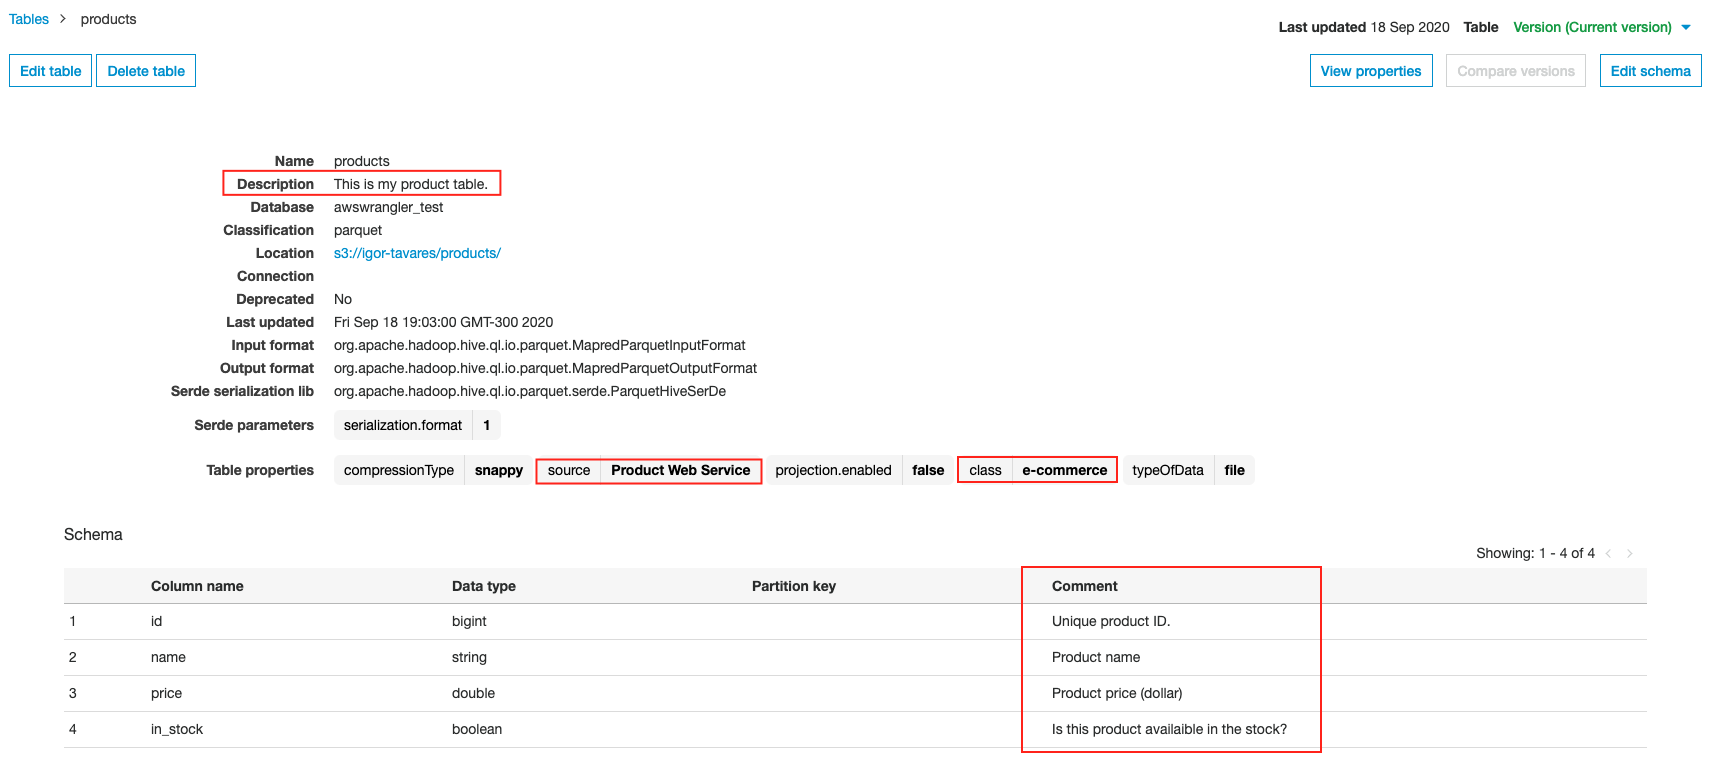 Tables > products
Last updated 18 Sep 2020 Table Version (Current version)
Edit table Delete table View properties Compare versions Edit schema
Name products
Description This is my product table.
Database awswrangler_test
Classification parquet
Location s3://igor-tavares/products/
Connection
Deprecated No
Last updated Fri Sep 18 19:03:00 GMT-300 2020
Input format org.apache.hadoop.hive.ql.io.parquet.MapredParquetInputFormat
Output format org.apache.hadoop.hive.ql.io.parquet.MapredParquetOutputFormat
Serde serialization lib org.apache.hadoop.hive.ql.io.parquet.serde.ParquetHiveSerDe
Serde parameters serialization.format 1
Table properties compressionType snappy source Product Web Service projection.enabled false class e-commerce typeOfData file
Schema
Showing: 1 - 4 of 4 < >
Column name Data type Partition key Comment
1 id bigint Unique product ID.
2 name string Product name
3 price double Product price (dollar)
4 in_stock boolean Is this product availaible in the stock?